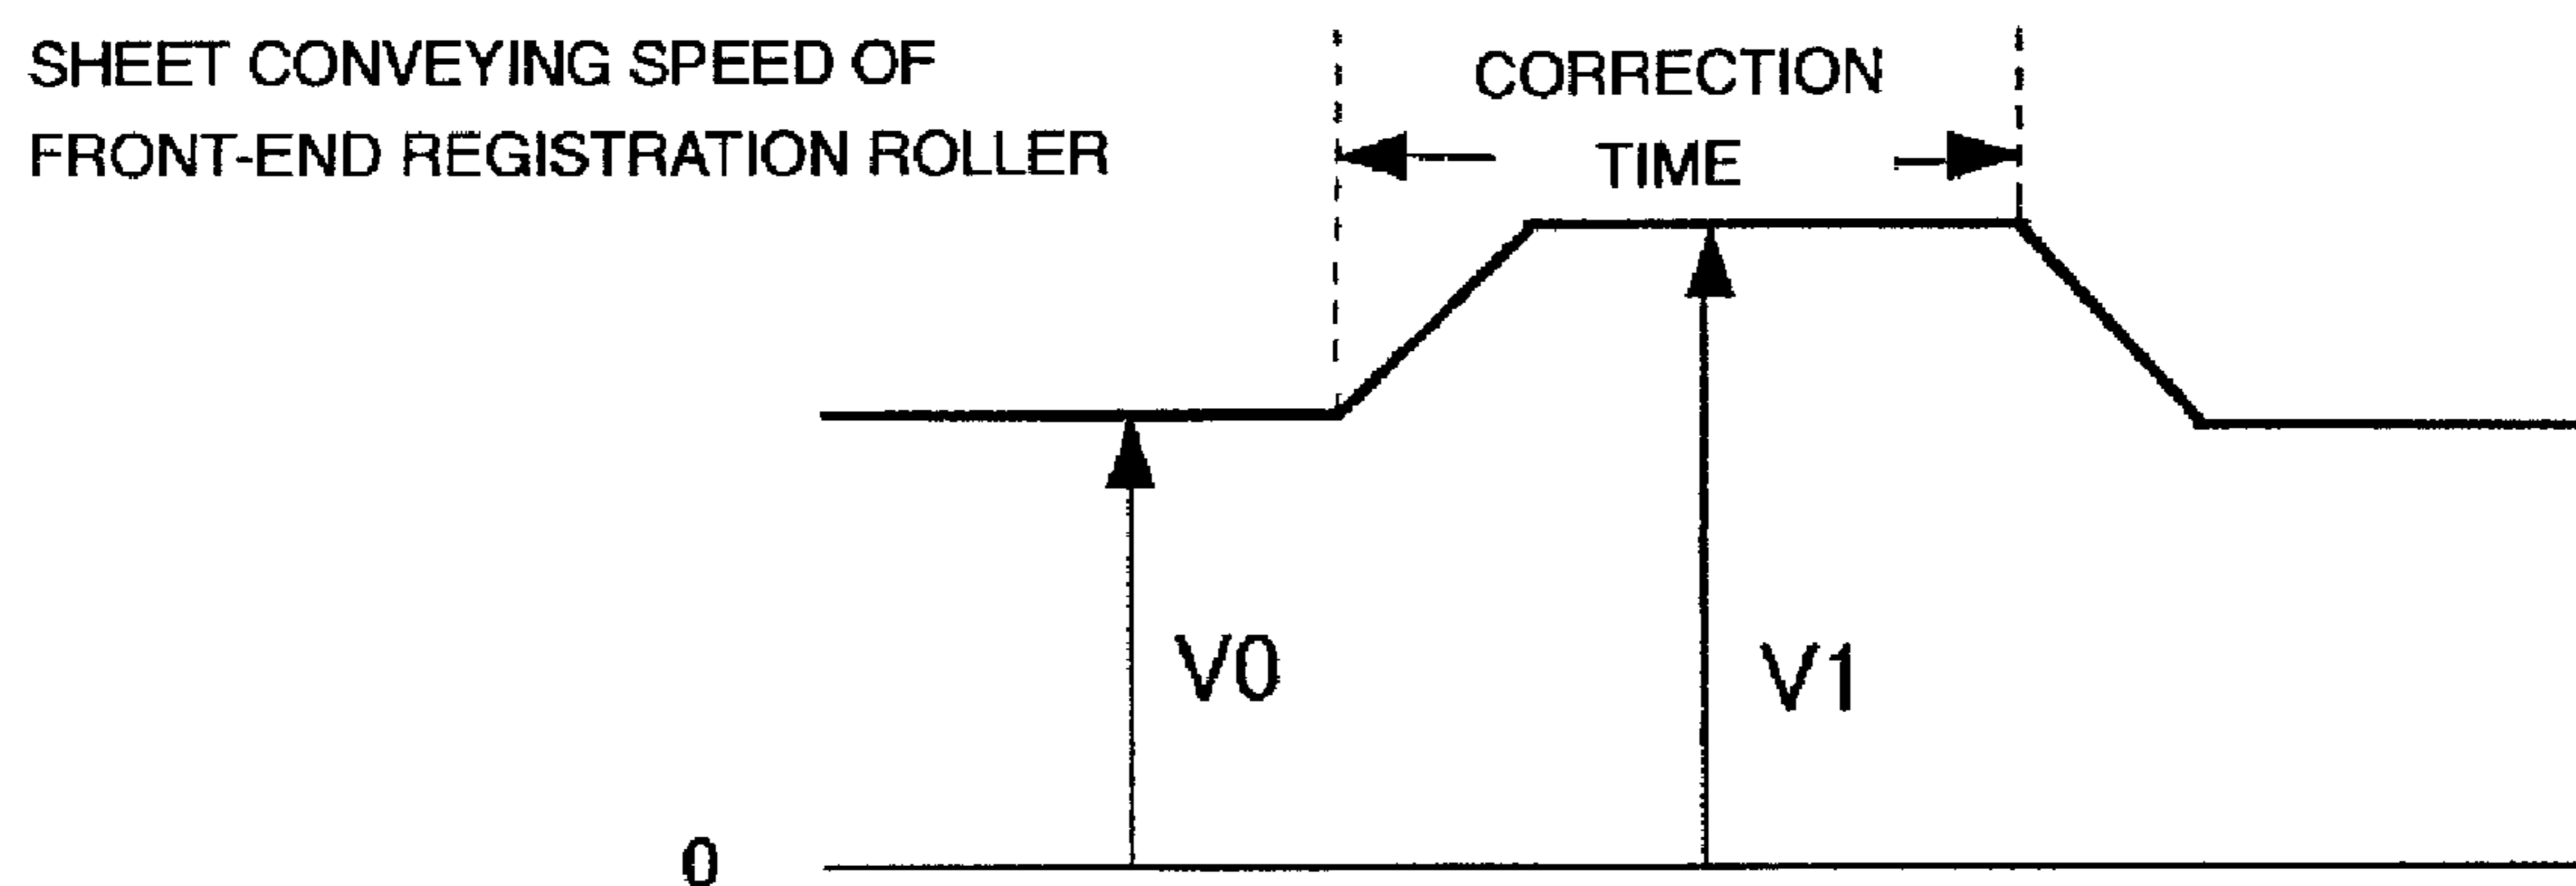 SHEET CONVEYING SPEED OF
FRONT-END REGISTRATION ROLLER
CORRECTION
TIME
V0
V1
0